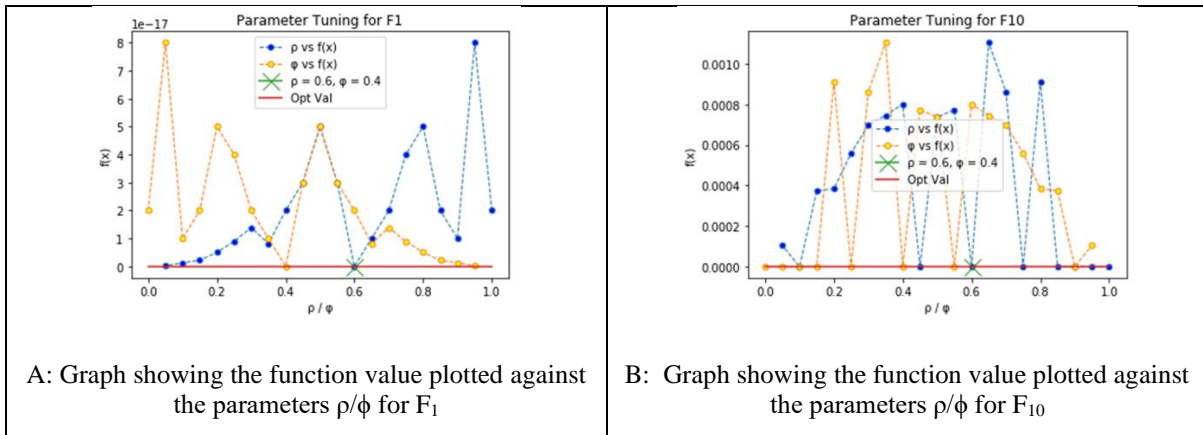 Parameter Tuning for F1
1e−17
8
7
6
5
4
3
2
1
0
f(x)
ρ vs f(x)
φ vs f(x)
ρ = 0.6, φ = 0.4
Opt Val
0.0 0.2 0.4 0.6 0.8 1.0
ρ / φ
A: Graph showing the function value plotted against
the parameters ρ/ϕ for F₁
Parameter Tuning for F10
0.0010
0.0008
0.0006
0.0004
0.0002
0.0000
f(x)
ρ vs f(x)
φ vs f(x)
ρ = 0.6, φ = 0.4
Opt Val
0.0 0.2 0.4 0.6 0.8 1.0
ρ / φ
B: Graph showing the function value plotted against
the parameters ρ/ϕ for F₁₀